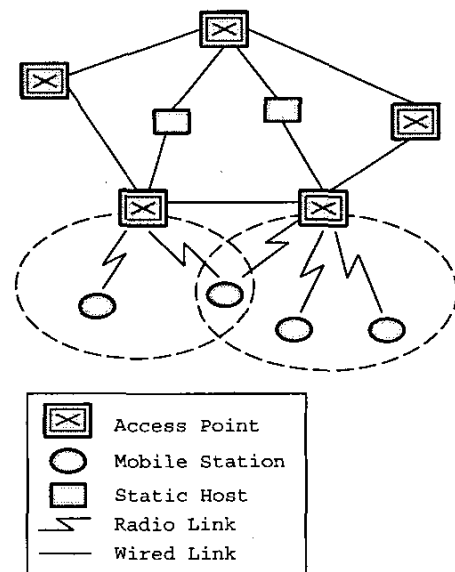 Access Point
Mobile Station
Static Host
Radio Link
Wired Link